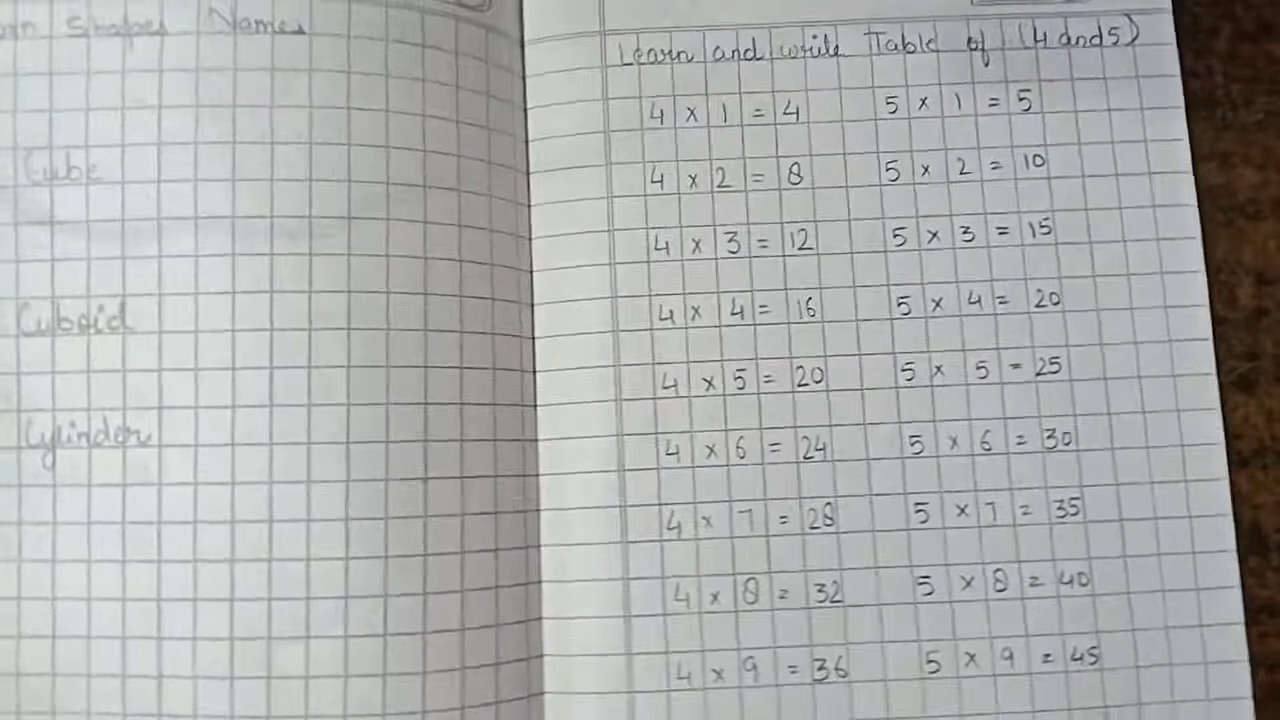 Shapes Names
Cube
Cuboid
Cylinder
Learn and write Table of (4 and 5)
4 x 1 = 4 5 x 1 = 5
4 x 2 = 8 5 x 2 = 10
4 x 3 = 12 5 x 3 = 15
4 x 4 = 16 5 x 4 = 20
4 x 5 = 20 5 x 5 = 25
4 x 6 = 24 5 x 6 = 30
4 x 7 = 28 5 x 7 = 35
4 x 8 = 32 5 x 8 = 40
4 x 9 = 36 5 x 9 = 45